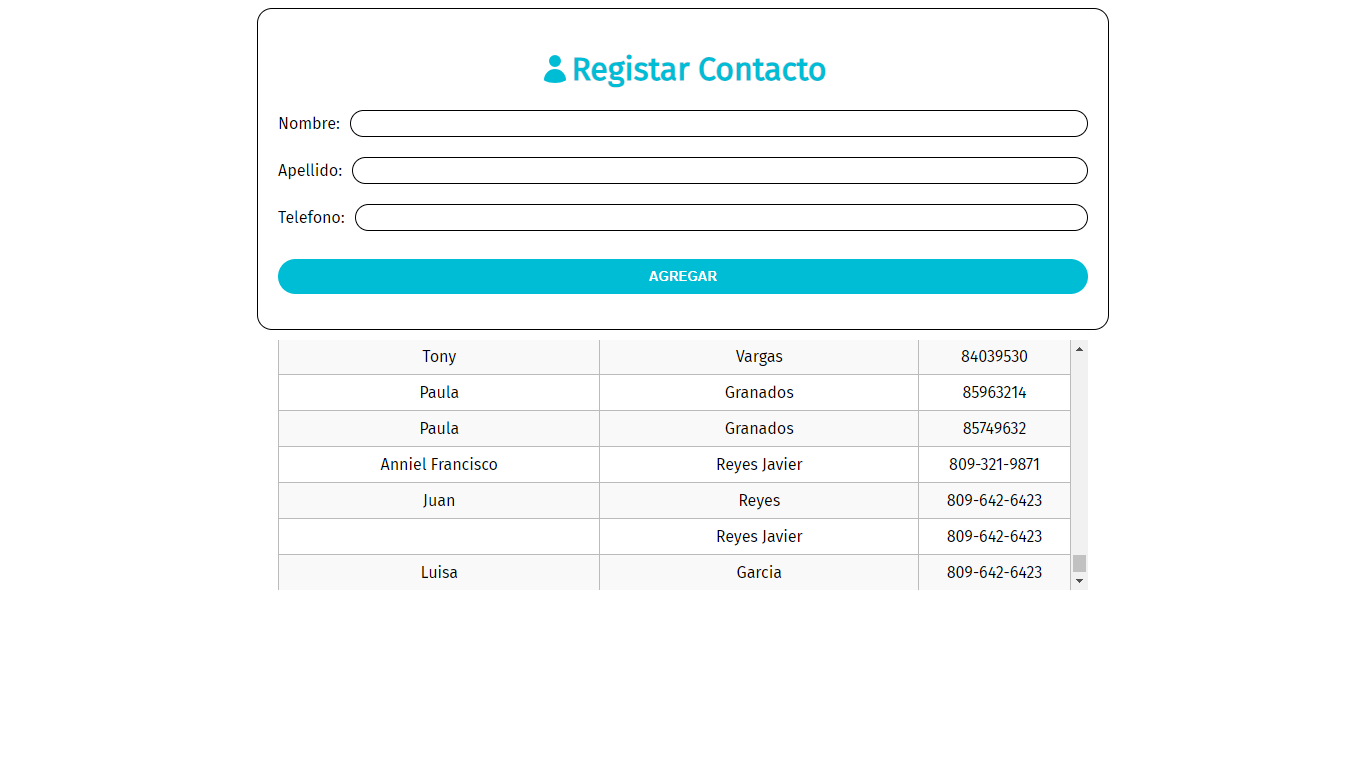 Registar Contacto
Nombre:
Apellido:
Telefono:
AGREGAR
Tony Vargas 84039530
Paula Granados 85963214
Paula Granados 85749632
Anniel Francisco Reyes Javier 809-321-9871
Juan Reyes 809-642-6423
Reyes Javier 809-642-6423
Luisa Garcia 809-642-6423